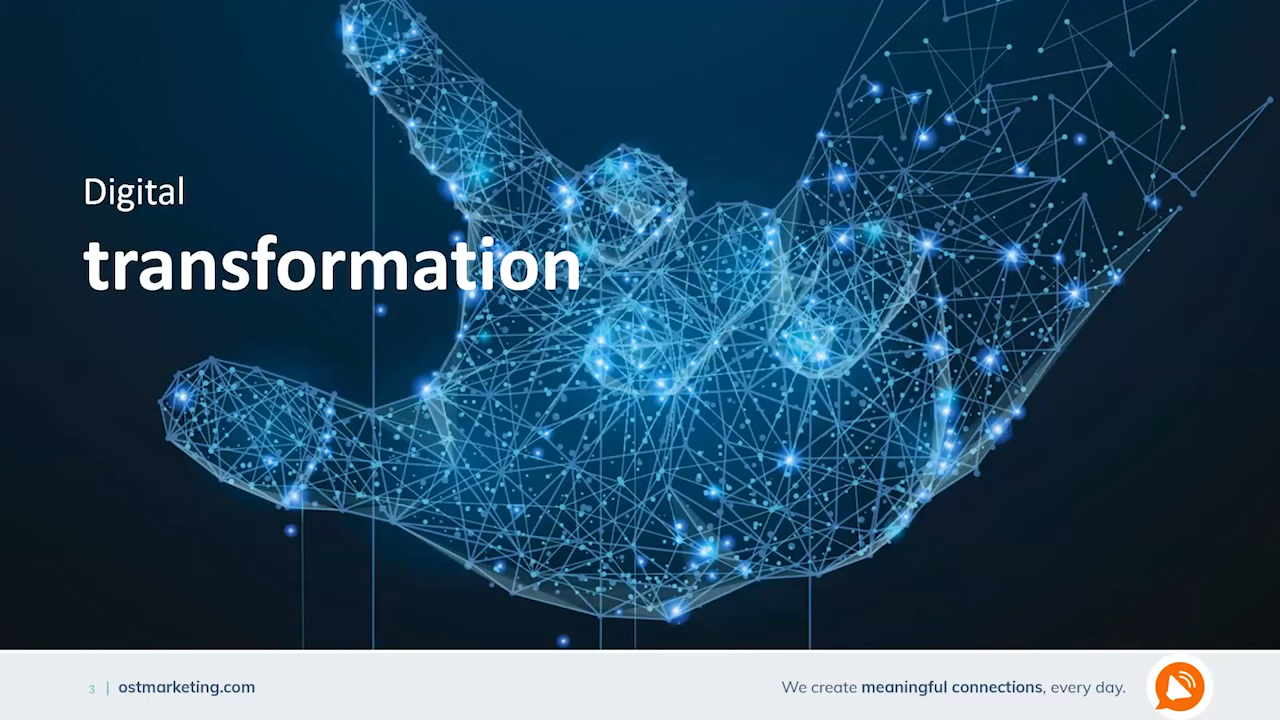 Digital
transformation
3 | ostmarketing.com
We create meaningful connections, every day.